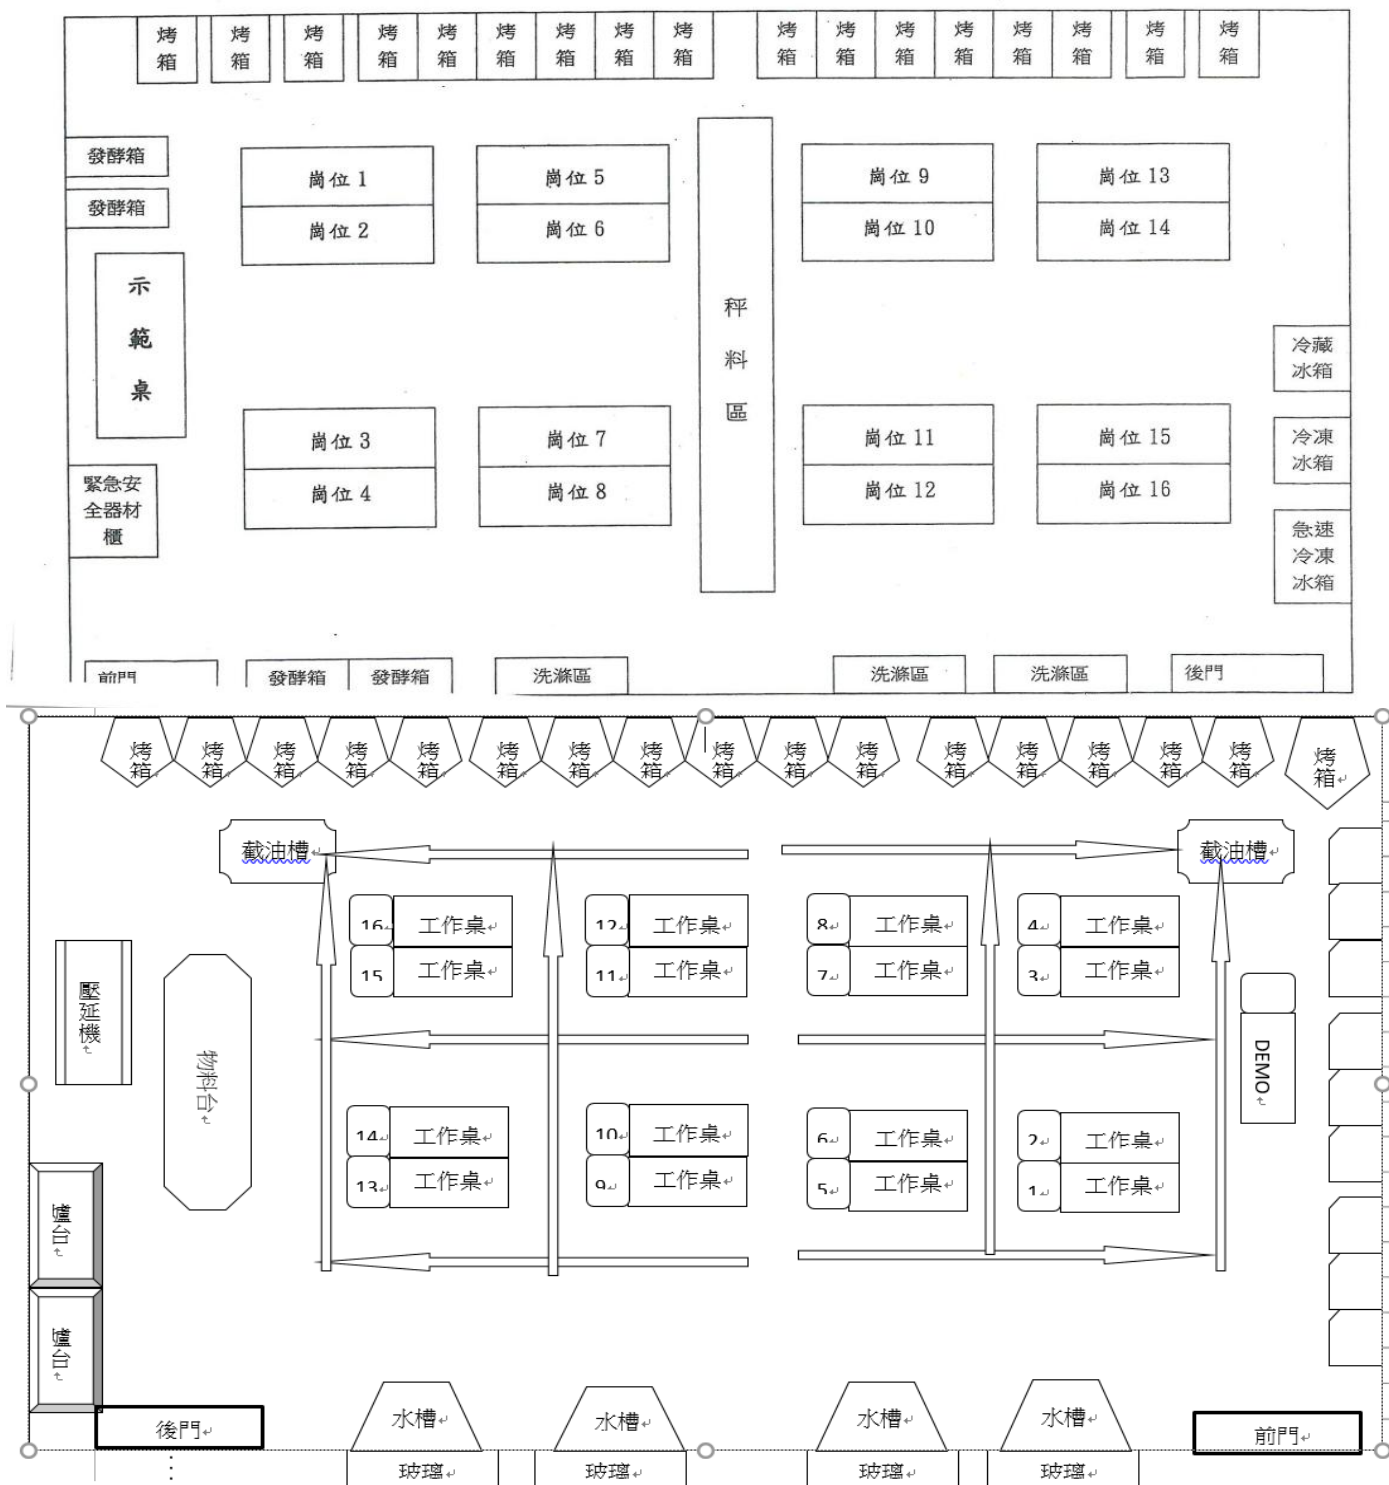 烤 烤 烤 烤 烤 烤 烤 烤 烤 烤 烤 烤 烤 烤 烤 烤 烤
箱 箱 箱 箱 箱 箱 箱 箱 箱 箱 箱 箱 箱 箱 箱 箱 箱
發酵箱
發酵箱
崗位 1
崗位 2
崗位 5
崗位 6
崗位 9
崗位 10
崗位 13
崗位 14
示
範
桌
秤
料
區
冷藏
冰箱
冷凍
冰箱
急速
冷凍
冰箱
緊急安
全器材
櫃
崗位 3
崗位 4
崗位 7
崗位 8
崗位 11
崗位 12
崗位 15
崗位 16
前門
發酵箱
發酵箱
洗滌區
洗滌區
洗滌區
後門
烤 烤 烤 烤 烤 烤 烤 烤 烤 烤 烤 烤 烤 烤 烤 烤 烤
箱 箱 箱 箱 箱 箱 箱 箱 箱 箱 箱 箱 箱 箱 箱 箱 箱
截油槽
截油槽
16 工作桌
15 工作桌
12 工作桌
11 工作桌
8 工作桌
7 工作桌
4 工作桌
3 工作桌
壓延機
物料台
DEMO
14 工作桌
13 工作桌
10 工作桌
9 工作桌
6 工作桌
5 工作桌
2 工作桌
1 工作桌
爐台
爐台
後門
水槽
水槽
水槽
水槽
前門
玻璃
玻璃
玻璃
玻璃